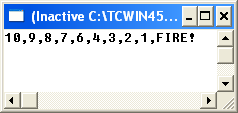 (Inactive C:\TCWIN45...
10,9,8,7,6,4,3,2,1,FIRE!